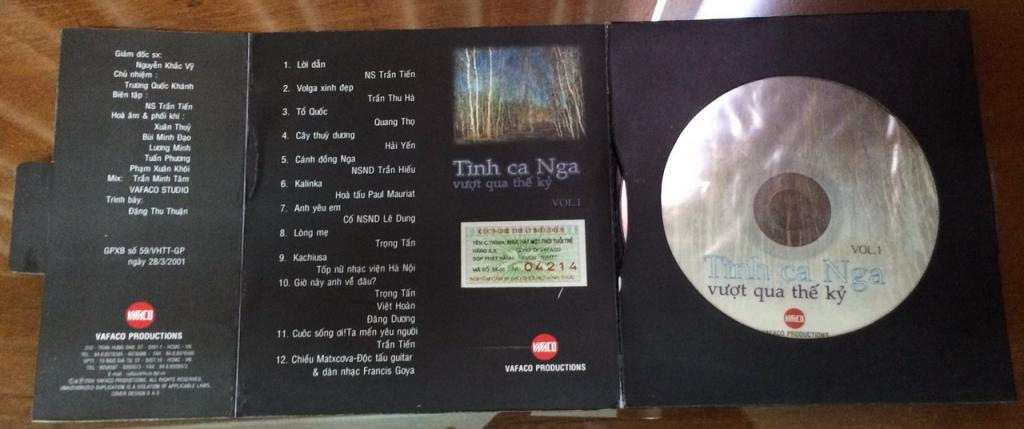 Giám đốc sx:
Nguyễn Khắc Vỹ
Chủ nhiệm :
Trương Quốc Khánh
Biên tập :
NS Trần Tiến
Hoà âm & phối khí :
Xuân Thuỷ
Bùi Minh Đạo
Lương Minh
Tuấn Phương
Phạm Xuân Khôi
Mix: Trần Minh Tâm
VAFACO STUDIO
Trình bày:
Đặng Thu Thuận
GPXB số 59/VHTT-GP
ngày 28/3/2001
VAFACO
VAFACO PRODUCTIONS
1. Lời dẫn
NS Trần Tiến
2. Volga xinh đẹp
Trần Thu Hà
3. Tổ Quốc
Quang Thọ
4. Cây thuỳ dương
Hải Yến
5. Cánh đồng Nga
NSND Trần Hiếu
6. Kalinka
Hoà tấu Paul Mauriat
7. Anh yêu em
Cố NSND Lê Dung
8. Lòng mẹ
Trọng Tấn
9. Kachiusa
Tốp nữ nhạc viện Hà Nội
10. Giờ này anh về đâu?
Trọng Tấn
Việt Hoàn
Đăng Dương
11. Cuộc sống ơi!Ta mến yêu người
Trần Tiến
12. Chiều Matxcơva-Độc tấu guitar
& dàn nhạc Francis Goya
Tình ca Nga
vượt qua thế kỷ
VOL.1
04214
VAFACO
VAFACO PRODUCTIONS
VOL.1
Tình ca Nga
vượt qua thế kỷ
VAFACO
VAFACO PRODUCTIONS